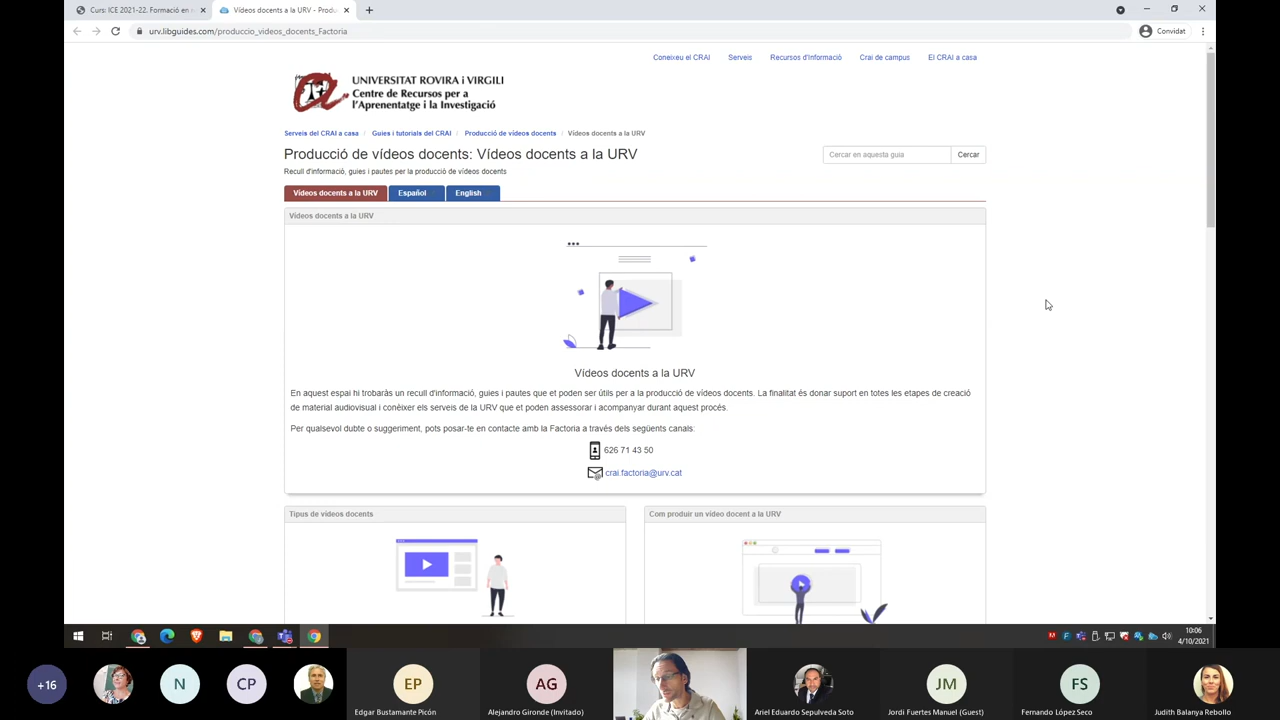 Curs: ICE 2021-22. Formació en
Vídeos docents a la URV - Produ
urv.libguides.com/produccio_videos_docents_Factoria
Convidat
Coneixeu el CRAI
Serveis
Recursos d'Informació
Crai de campus
El CRAI a casa
UNIVERSITAT ROVIRA i VIRGILI
Centre de Recursos per a
l'Aprenentatge i la Investigació
Serveis del CRAI a casa / Guies i tutorials del CRAI / Producció de vídeos docents / Vídeos docents a la URV
Producció de vídeos docents: Vídeos docents a la URV
Cercar en aquesta guia
Cercar
Recull d'informació, guies i pautes per la producció de vídeos docents
Vídeos docents a la URV
Español
English
Vídeos docents a la URV
Vídeos docents a la URV
En aquest espai hi trobaràs un recull d'informació, guies i pautes que et poden ser útils per a la producció de vídeos docents. La finalitat és donar suport en totes les etapes de creació
de material audiovisual i conèixer els serveis de la URV que et poden assessorar i acompanyar durant aquest procés.
Per qualsevol dubte o suggeriment, pots posar-te en contacte amb la Factoria a través dels següents canals:
626 71 43 50
crai.factoria@urv.cat
Tipus de vídeos docents
Com produir un vídeo docent a la URV
10:06
4/10/2021
+16
N
CP
EP
AG
JM
FS
Edgar Bustamante Picón
Alejandro Gironde (Invitado)
Ariel Eduardo Sepulveda Soto
Jordi Fuertes Manuel (Guest)
Fernando López Seco
Judith Balanya Rebollo